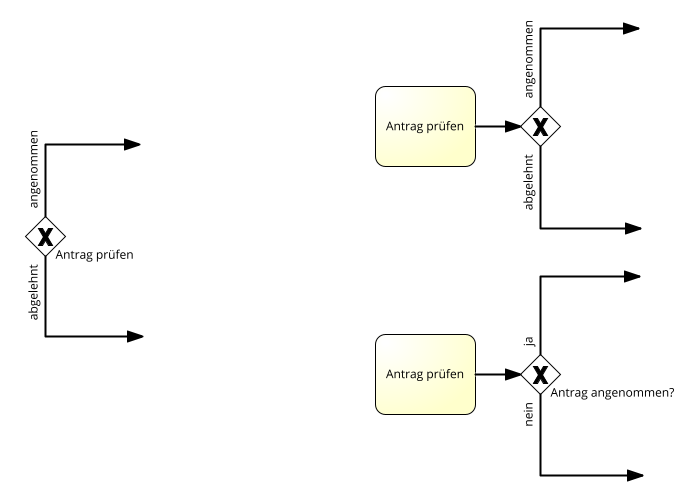 angenommen
Antrag prüfen
abgelehnt
angenommen
Antrag prüfen
abgelehnt
ja
Antrag prüfen
Antrag angenommen?
nein